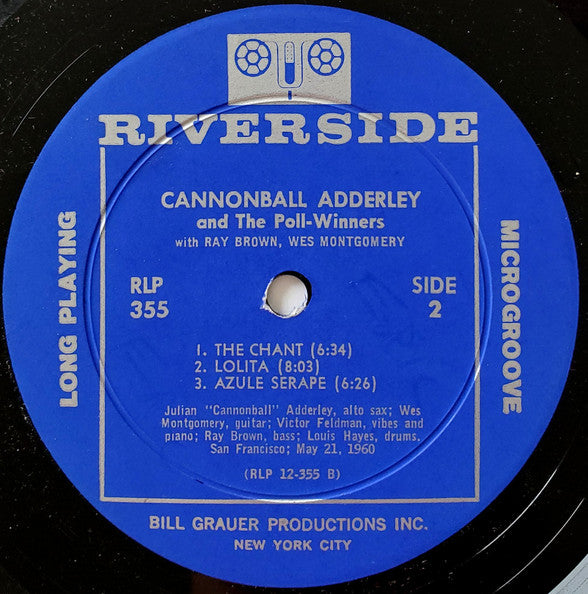 RIVERSIDE
CANNONBALL ADDERLEY
and The Poll-Winners
with RAY BROWN, WES MONTGOMERY
LONG PLAYING
MICROGROOVE
RLP
355
SIDE
2
1. THE CHANT (6:34)
2. LOLITA (8:03)
3. AZULE SERAPE (6:26)
Julian "Cannonball" Adderley, alto sax; Wes
Montgomery, guitar; Victor Feldman, vibes and
piano; Ray Brown, bass; Louis Hayes, drums.
San Francisco; May 21, 1960
(RLP 12-355 B)
BILL GRAUER PRODUCTIONS INC.
NEW YORK CITY